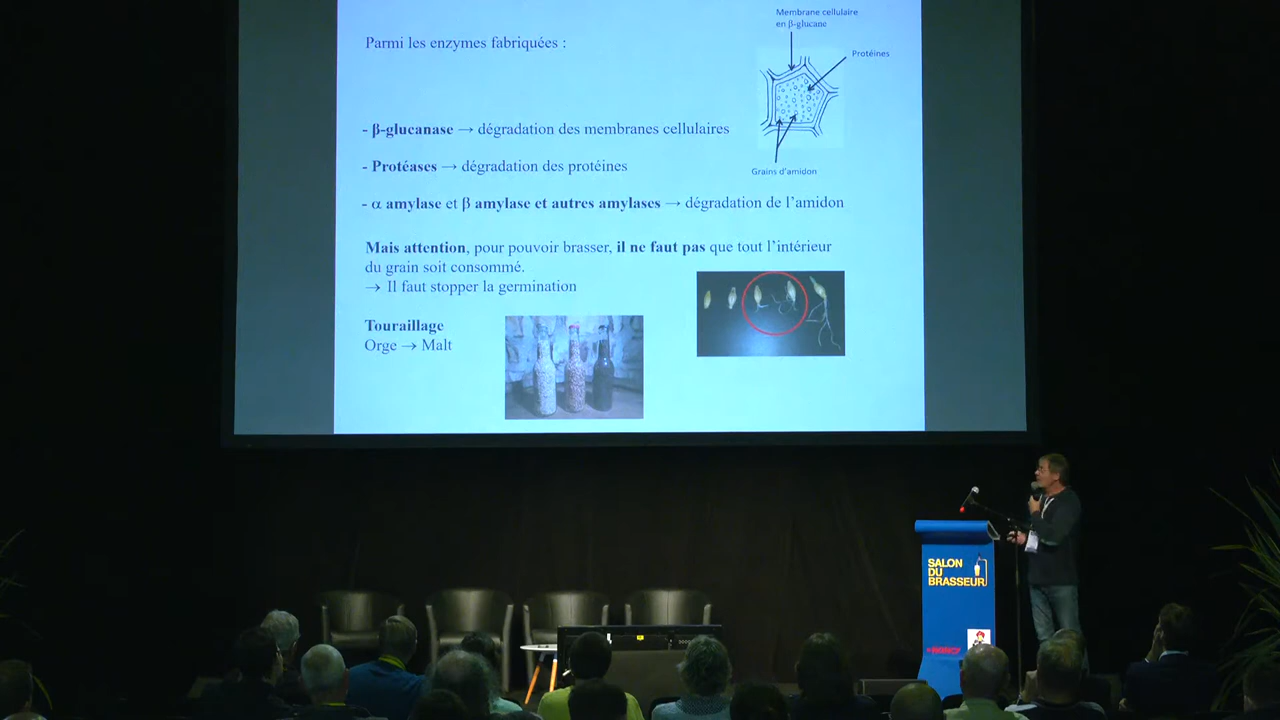 Membrane cellulaire
en β-glucane
Parmi les enzymes fabriquées :
Protéines
- β-glucanase → dégradation des membranes cellulaires
- Protéases → dégradation des protéines
Grains d'amidon
- α amylase et β amylase et autres amylases → dégradation de l'amidon
Mais attention, pour pouvoir brasser, il ne faut pas que tout l'intérieur
du grain soit consommé.
→ Il faut stopper la germination
Touraillage
Orge → Malt
SALON
DU
BRASSEUR